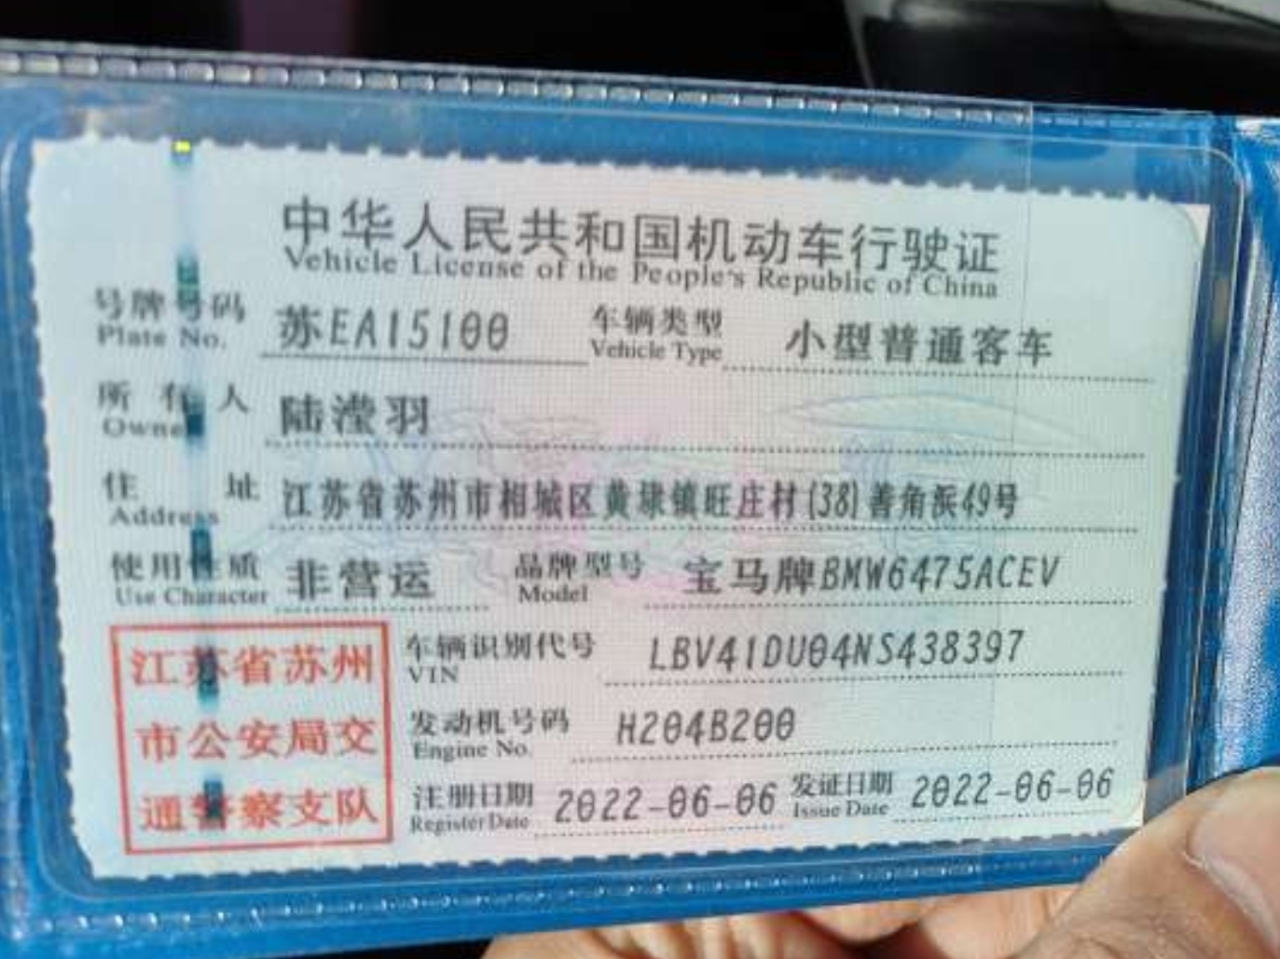 中华人民共和国机动车行驶证
Vehicle License of the People's Republic of China
号牌号码 苏EA15100 车辆类型 小型普通客车
Plate No. Vehicle Type
所有人 陆滢羽
Owner
住址 江苏省苏州市相城区黄埭镇旺庄村(38)善角浜49号
Address
使用性质 非营运 品牌型号 宝马牌BMW6475ACEV
Use Character Model
江苏省苏州 车辆识别代号 LBV41DU04NS438397
VIN
市公安局交 发动机号码 H204B200
Engine No.
通警察支队 注册日期 2022-06-06 发证日期 2022-06-06
Register Date Issue Date